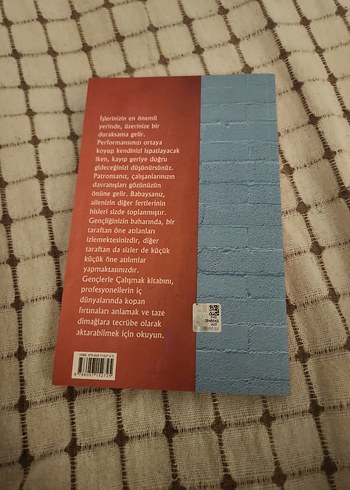 İşlerinizin en önemli
yerinde, üzerinize bir
duraksama gelir.
Performansınızı ortaya
koyup kendinizi ispatlayacak
iken, kayıp geriye doğru
gideceğinizi düşünürsünüz.
Patronsanız, çalışanlarınızın
davranışları gözünüzün
önüne gelir. Babaysanız,
ailenizin diğer fertlerinin
hisleri sizde toplanmıştır.
Gençliğinizin baharında, bir
taraftan öne atılanları
izlemektesinizdir, diğer
taraftan da sizler de küçük
küçük öne atılımlar
yapmaktasınızdır.
Gençlerle Çalışmak kitabını,
profesyonellerin iç
dünyalarında kopan
fırtınaları anlamak ve taze
dimağlara tecrübe olarak
aktarabilmek için okuyun.